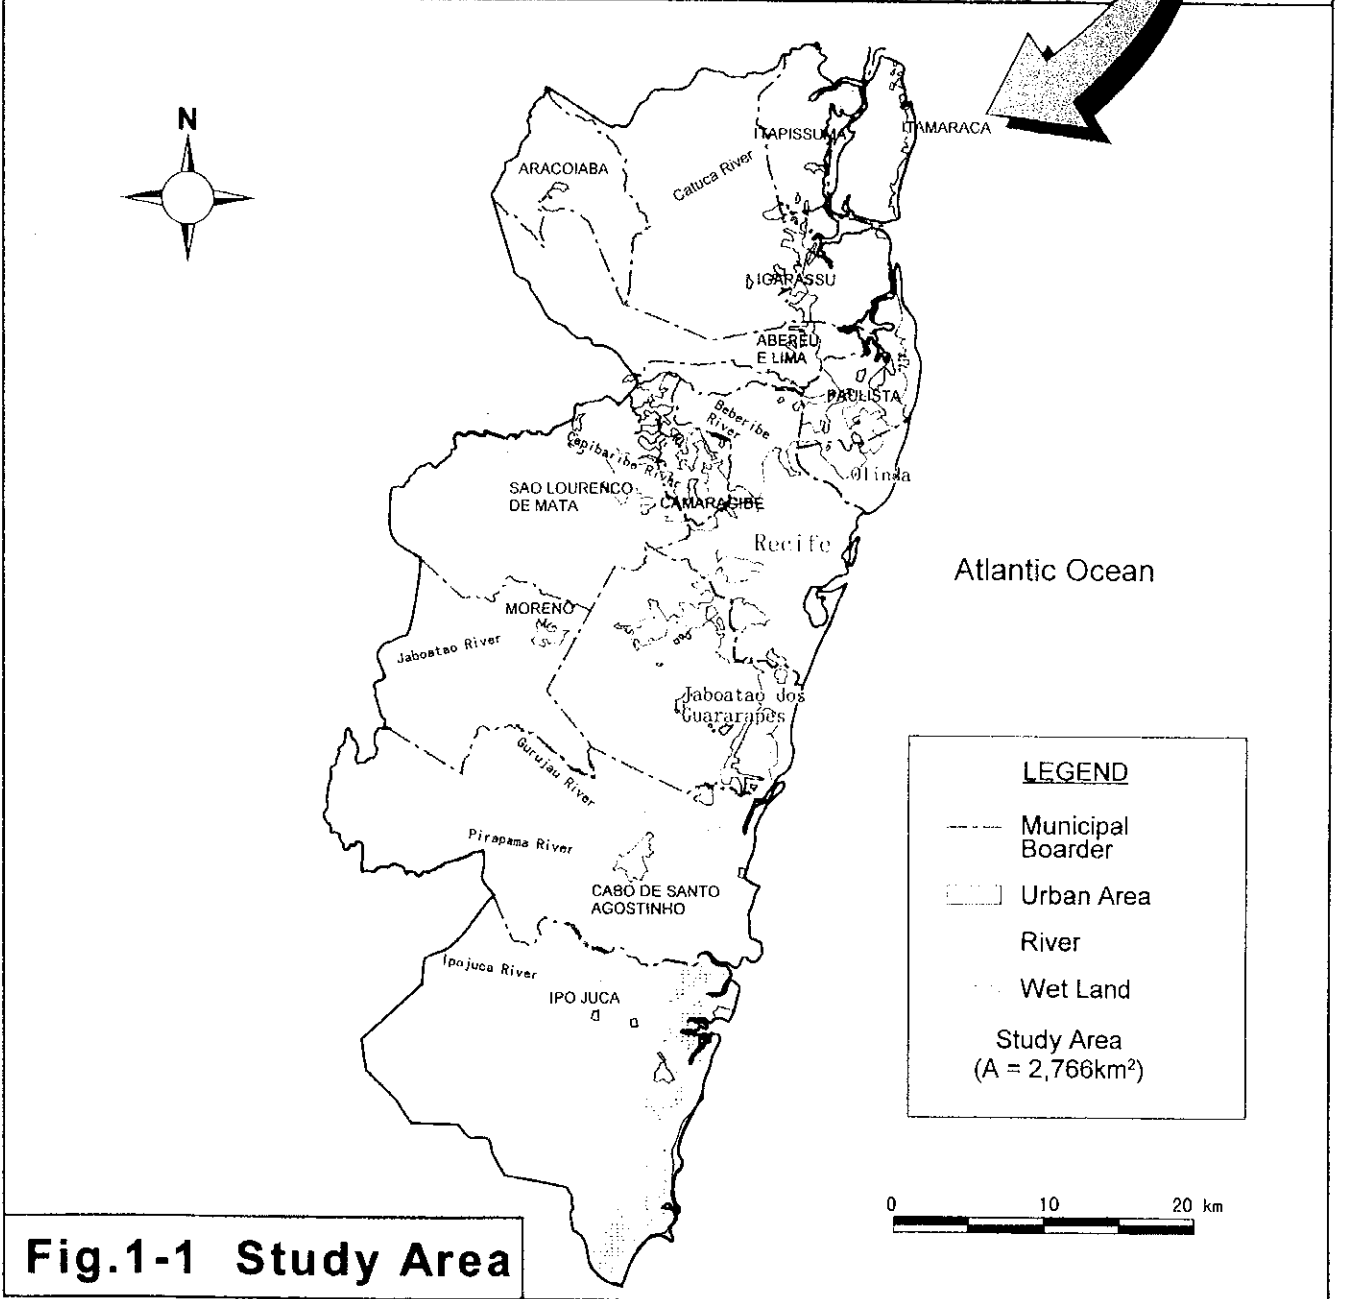 N
ITAPISSUMA
ITAMARACA
ARACOIABA
Catuca River
IGARASSU
ABEREU
E LIMA
PAULISTA
Beberibe
River
Capibaribe River
Olinda
SAO LOURENCO
DE MATA
CAMARAGIBE
Recife
Atlantic Ocean
MORENO
Jaboatao River
Jaboatao dos
Guararapes
Gurujau River
Pirapama River
CABO DE SANTO
AGOSTINHO
Ipojuca River
IPO JUCA
LEGEND
Municipal
Boarder
Urban Area
River
Wet Land
Study Area
(A = 2,766km²)
0 10 20 km
Fig.1-1 Study Area